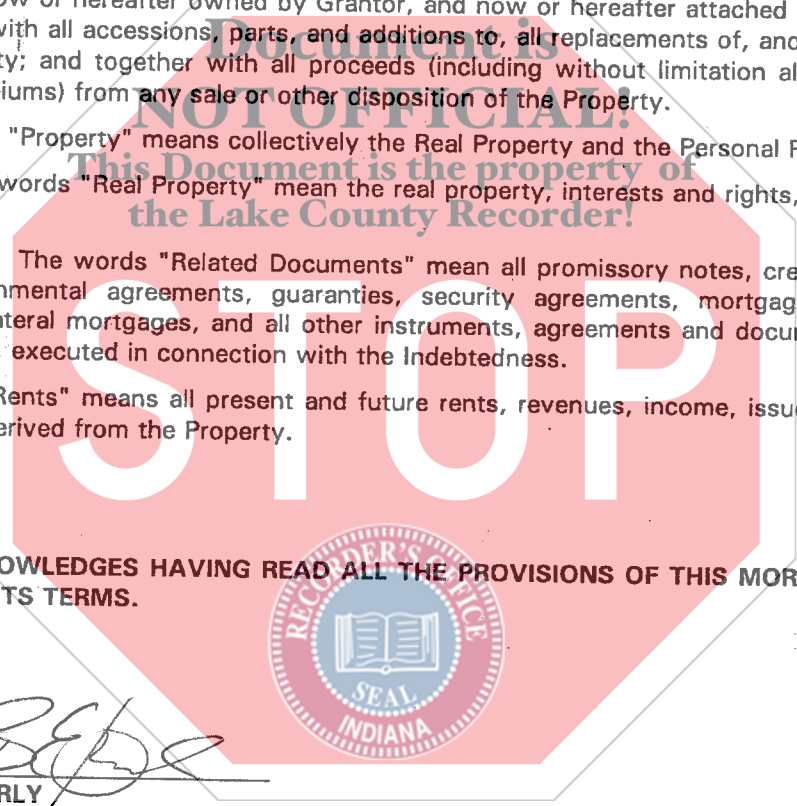 ow or hereafter owned by Grantor, and now or hereafter attached
with all accessions, parts, and additions to, all replacements of, and
ty; and together with all proceeds (including without limitation al
iums) from any sale or other disposition of the Property.
Document is
NOT OFFICIAL!
This Document is the property of
the Lake County Recorder!
"Property" means collectively the Real Property and the Personal P
words "Real Property" mean the real property, interests and rights,
The words "Related Documents" mean all promissory notes, cre
nmental agreements, guaranties, security agreements, mortgag
ateral mortgages, and all other instruments, agreements and docu
executed in connection with the Indebtedness.
Rents" means all present and future rents, revenues, income, issue
erived from the Property.
STOP
OWLEDGES HAVING READ ALL THE PROVISIONS OF THIS MOR
TS TERMS.
RECORDER'S OFFICE
SEAL
INDIANA
RLY